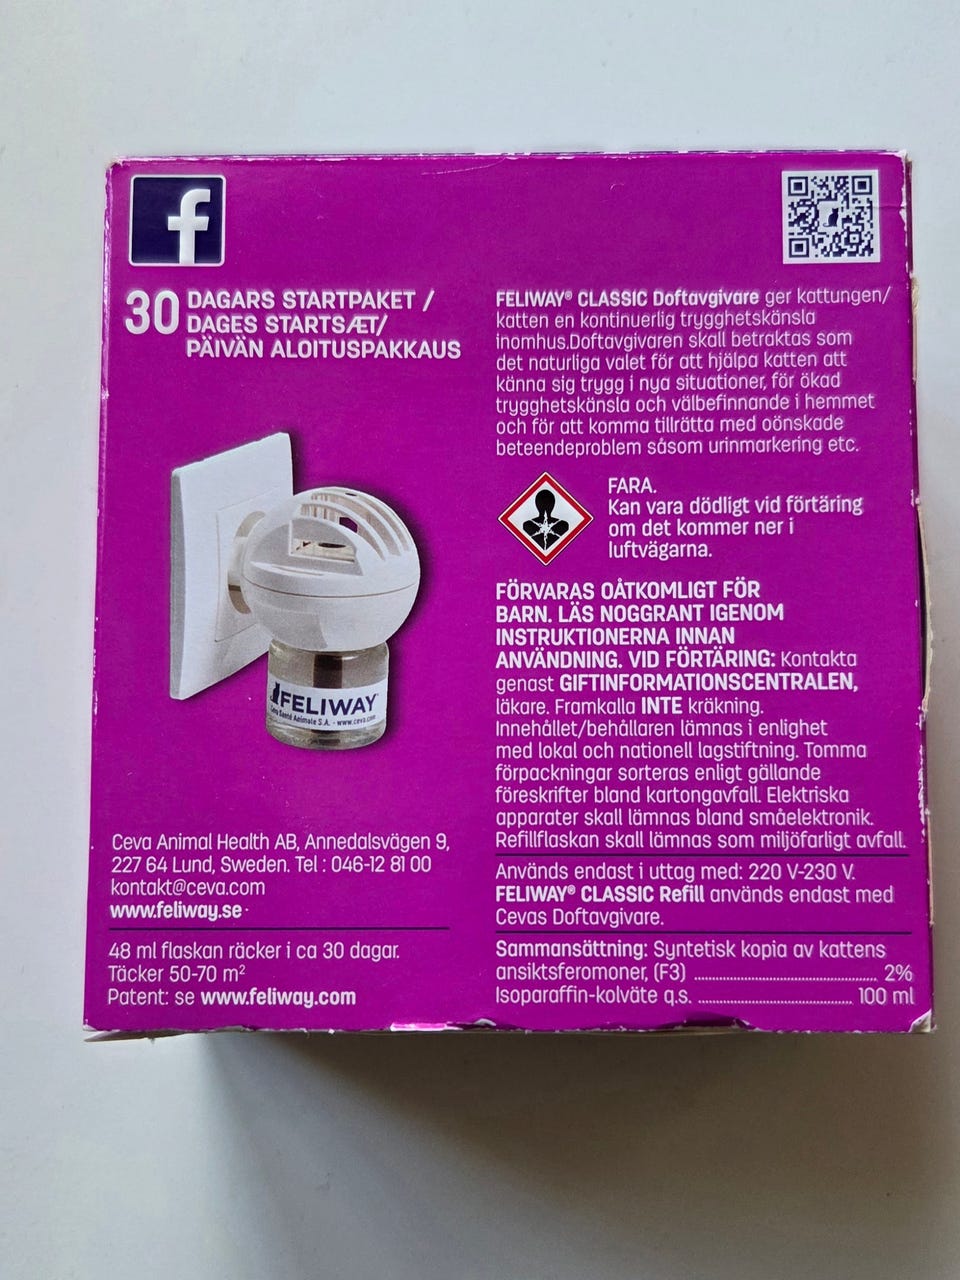 f
30 DAGARS STARTPAKET /
DAGES STARTSÆT/
PÄIVÄN ALOITUSPAKKAUS
FELIWAY
Ceva Santé Animale S.A. - www.ceva.com
Ceva Animal Health AB, Annedalsvägen 9,
227 64 Lund, Sweden. Tel : 046-12 81 00
kontakt@ceva.com
www.feliway.se
48 ml flaskan räcker i ca 30 dagar.
Täcker 50-70 m²
Patent: se www.feliway.com
FELIWAY® CLASSIC Doftavgivare ger kattungen/
katten en kontinuerlig trygghetskänsla
inomhus.Doftavgivaren skall betraktas som
det naturliga valet för att hjälpa katten att
känna sig trygg i nya situationer, för ökad
trygghetskänsla och välbefinnande i hemmet
och för att komma tillrätta med oönskade
beteendeproblem såsom urinmarkering etc.
FARA.
Kan vara dödligt vid förtäring
om det kommer ner i
luftvägarna.
FÖRVARAS OÅTKOMLIGT FÖR
BARN. LÄS NOGGRANT IGENOM
INSTRUKTIONERNA INNAN
ANVÄNDNING. VID FÖRTÄRING: Kontakta
genast GIFTINFORMATIONSCENTRALEN,
läkare. Framkalla INTE kräkning.
Innehållet/behållaren lämnas i enlighet
med lokal och nationell lagstiftning. Tomma
förpackningar sorteras enligt gällande
föreskrifter bland kartongavfall. Elektriska
apparater skall lämnas bland småelektronik.
Refillflaskan skall lämnas som miljöfarligt avfall.
Används endast i uttag med: 220 V-230 V.
FELIWAY® CLASSIC Refill används endast med
Cevas Doftavgivare.
Sammansättning: Syntetisk kopia av kattens
ansiktsferomoner, (F3) ........................................ 2%
Isoparaffin-kolväte q.s. .................................. 100 ml